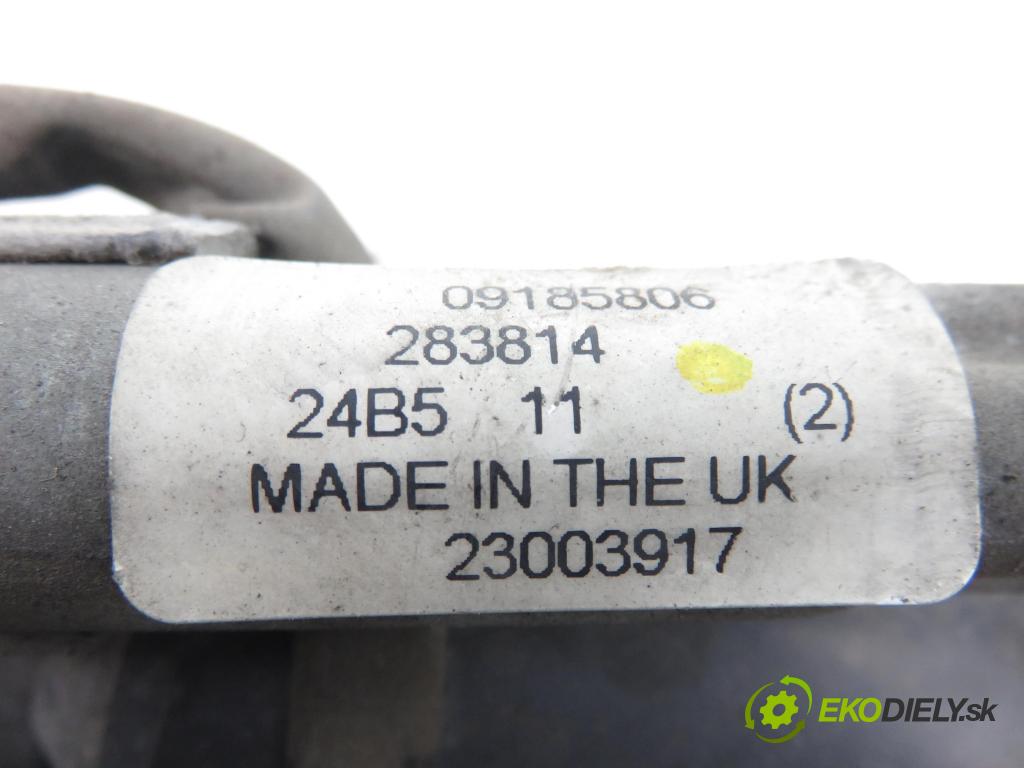 09185806
283814
24B5 11 (2)
MADE IN THE UK
23003917
EKODIELY.sk